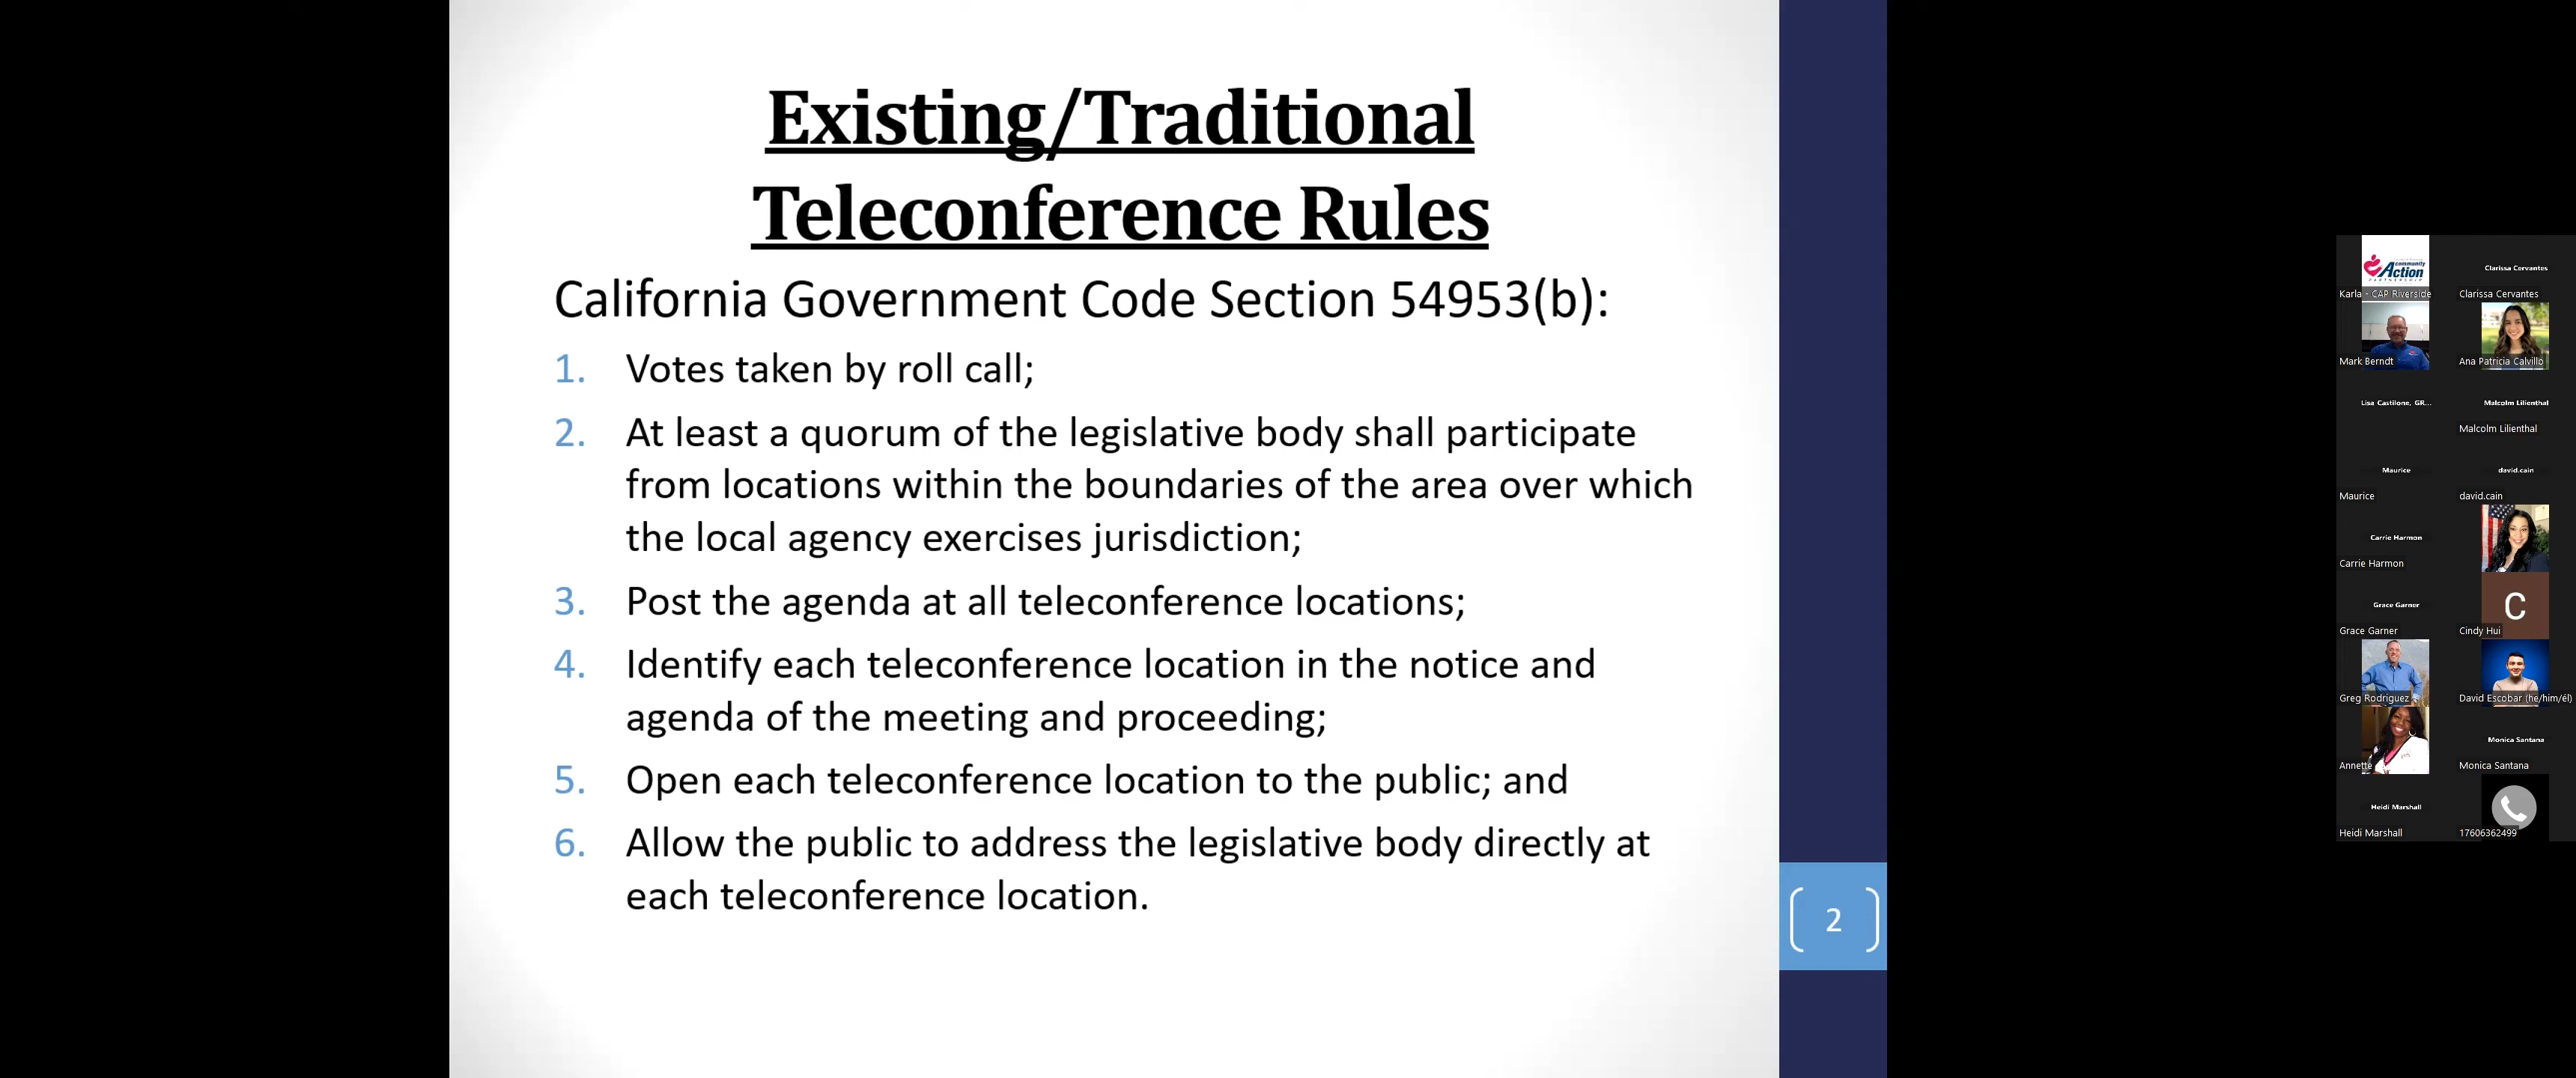 Existing/Traditional
Teleconference Rules
California Government Code Section 54953(b):
1. Votes taken by roll call;
2. At least a quorum of the legislative body shall participate
from locations within the boundaries of the area over which
the local agency exercises jurisdiction;
3. Post the agenda at all teleconference locations;
4. Identify each teleconference location in the notice and
agenda of the meeting and proceeding;
5. Open each teleconference location to the public; and
6. Allow the public to address the legislative body directly at
each teleconference location.
2
community
Action
PARTNERSHIP
Karla - CAP Riverside
Clarissa Cervantes
Clarissa Cervantes
Mark Berndt
Ana Patricia Calvillo
Lisa Castilone, GR...
Malcolm Lilienthal
Malcolm Lilienthal
Maurice
Maurice
david.cain
david.cain
Carrie Harmon
Carrie Harmon
Grace Garner
Grace Garner
C
Cindy Hui
Greg Rodriguez
David Escobar (he/him/él)
Annette
Monica Santana
Monica Santana
Heidi Marshall
Heidi Marshall
17606362499